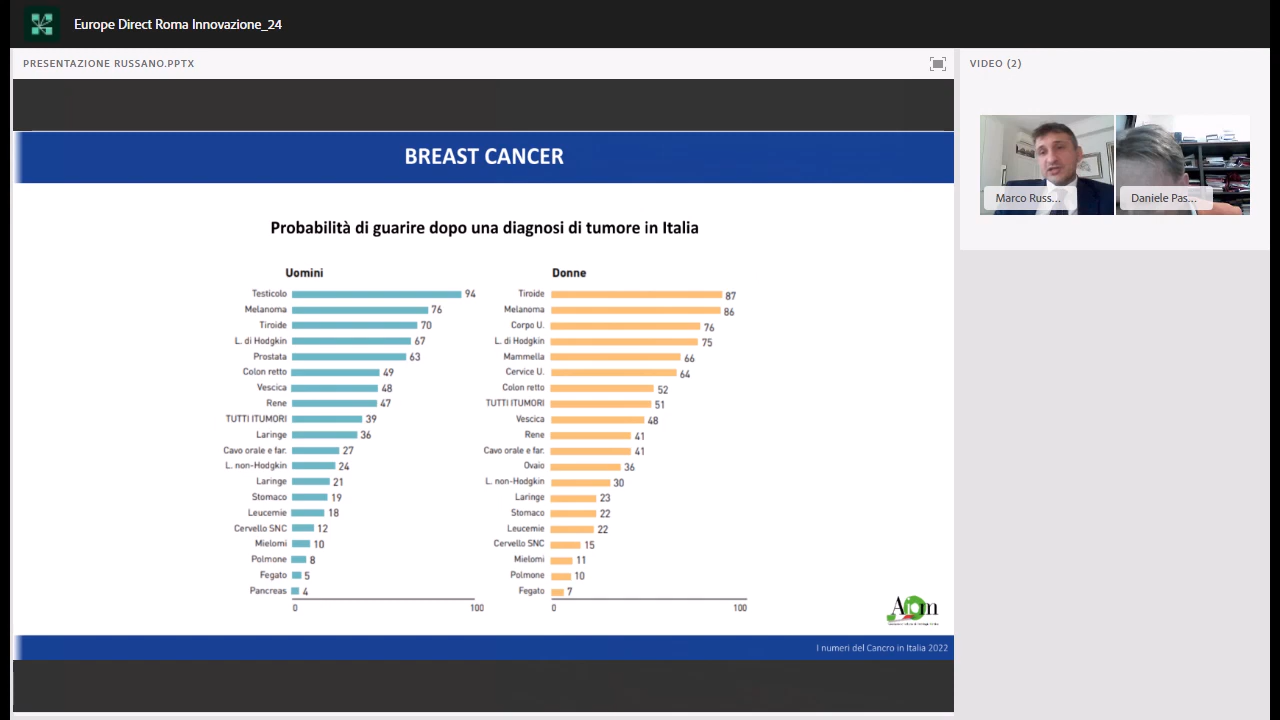 Europe Direct Roma Innovazione_24
PRESENTAZIONE RUSSANO.PPTX
VIDEO (2)
BREAST CANCER
Marco Russ...
Daniele Pas...
Probabilità di guarire dopo una diagnosi di tumore in Italia
Uomini
Testicolo 94
Melanoma 76
Tiroide 70
L. di Hodgkin 67
Prostata 63
Colon retto 49
Vescica 48
Rene 47
TUTTI ITUMORI 39
Laringe 36
Cavo orale e far. 27
L. non-Hodgkin 24
Laringe 21
Stomaco 19
Leucemie 18
Cervello SNC 12
Mielomi 10
Polmone 8
Fegato 5
Pancreas 4
0 100
Donne
Tiroide 87
Melanoma 86
Corpo U. 76
L. di Hodgkin 75
Mammella 66
Cervice U. 64
Colon retto 52
TUTTI ITUMORI 51
Vescica 48
Rene 41
Cavo orale e far. 41
Ovaio 36
L. non-Hodgkin 30
Laringe 23
Stomaco 22
Leucemie 22
Cervello SNC 15
Mielomi 11
Polmone 10
Fegato 7
0 100
I numeri del Cancro in Italia 2022